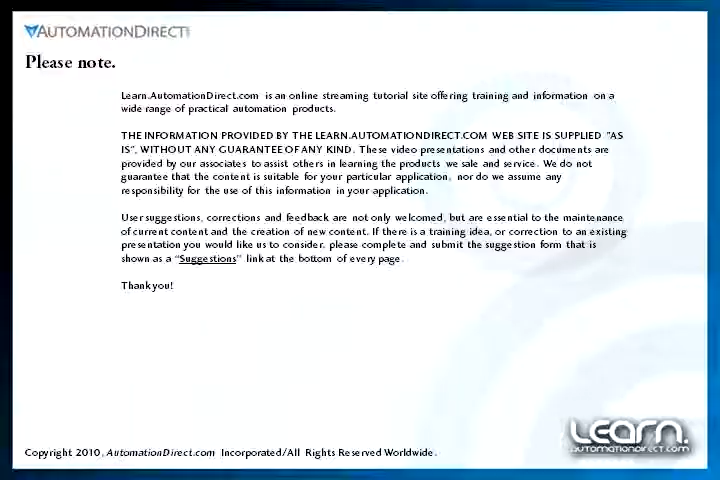 AUTOMATIONDIRECT
Please note.
Learn.AutomationDirect.com is an online streaming tutorial site offering training and information on a
wide range of practical automation products.
THE INFORMATION PROVIDED BY THE LEARN.AUTOMATIONDIRECT.COM WEB SITE IS SUPPLIED "AS
IS", WITHOUT ANY GUARANTEE OF ANY KIND. These video presentations and other documents are
provided by our associates to assist others in learning the products we sale and service. We do not
guarantee that the content is suitable for your particular application, nor do we assume any
responsibility for the use of this information in your application.
User suggestions, corrections and feedback are not only welcomed, but are essential to the maintenance
of current content and the creation of new content. If there is a training idea, or correction to an existing
presentation you would like us to consider. please complete and submit the suggestion form that is
shown as a "Suggestions" link at the bottom of every page.
Thank you!
LEARN.
automationdirect.com
Copyright 2010, AutomationDirect.com Incorporated/All Rights Reserved Worldwide.